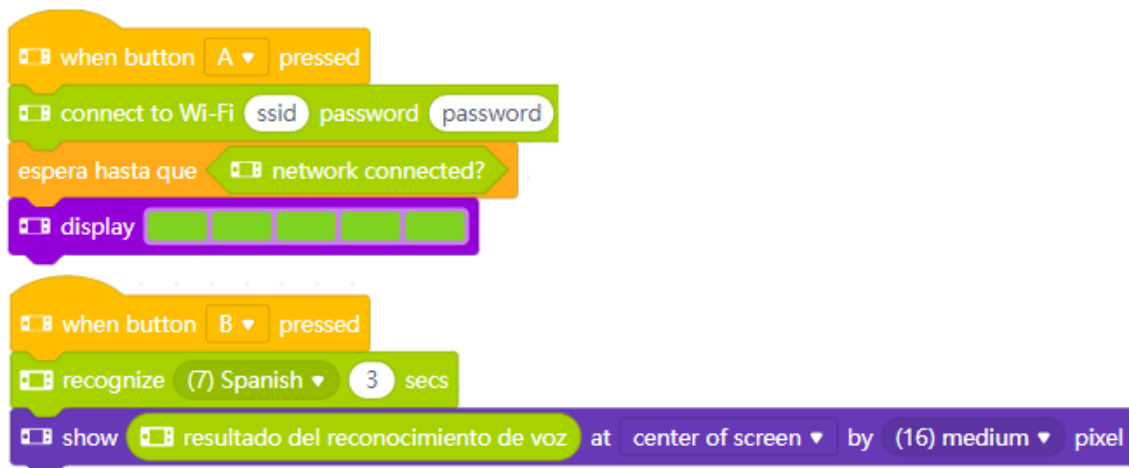 when button A pressed
connect to Wi-Fi ssid password password
espera hasta que network connected?
display
when button B pressed
recognize (7) Spanish 3 secs
show resultado del reconocimiento de voz at center of screen by (16) medium pixel